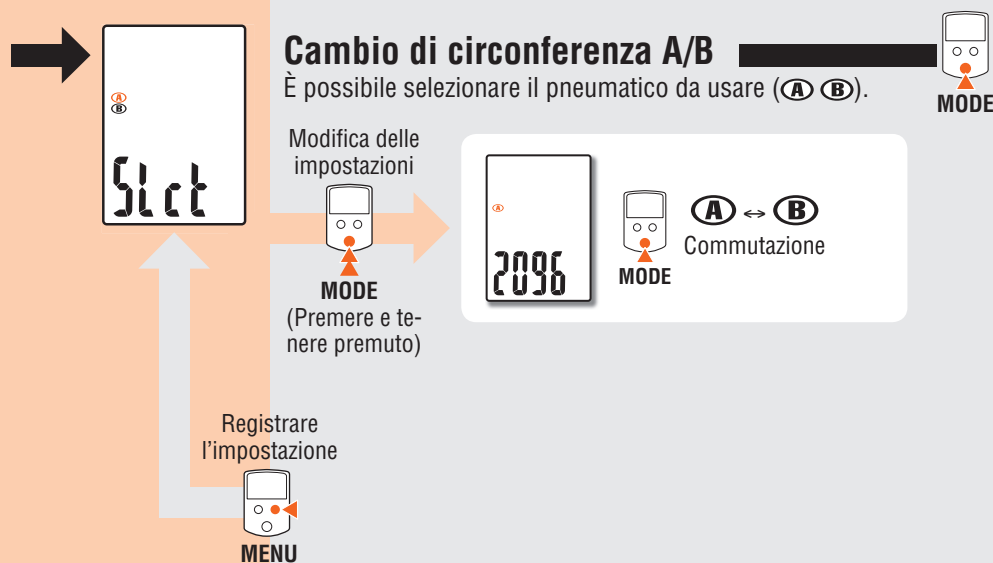 Cambio di circonferenza A/B
È possibile selezionare il pneumatico da usare (Ⓐ Ⓑ).
MODE
A
B
Slct
Modifica delle
impostazioni
MODE
(Premere e te-
nere premuto)
A
2096
MODE
Ⓐ ↔ Ⓑ
Commutazione
Registrare
l'impostazione
MENU